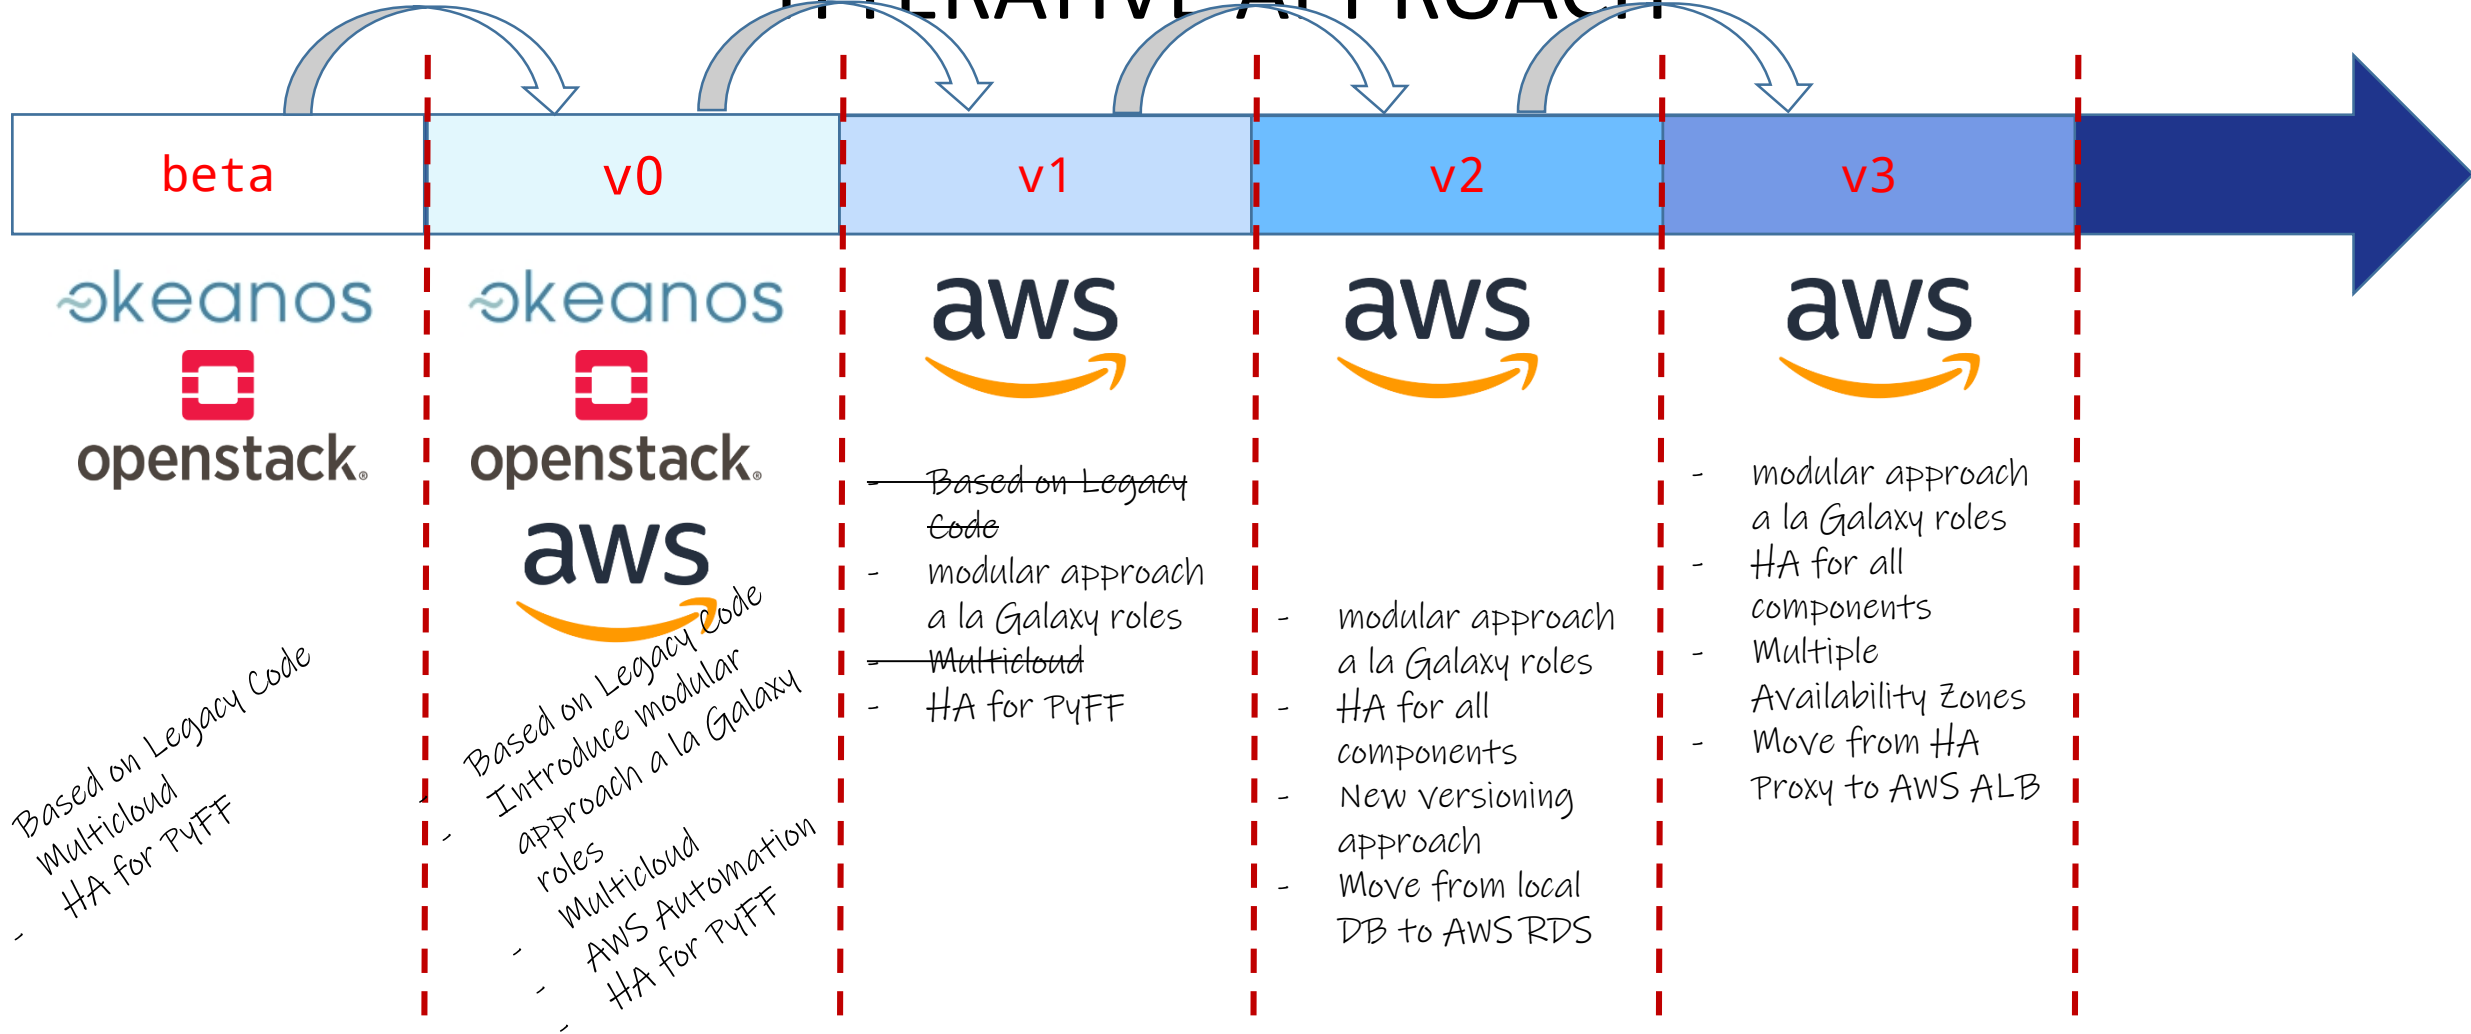 ITERATIVE APPROACH
beta
v0
v1
v2
v3
okeanos
openstack
Based on Legacy Code
Multicloud
- HA for PyFF
okeanos
openstack
aws
Based on Legacy Code
- Introduce modular
approach a la Galaxy
roles
- Multicloud
- AWS Automation
- HA for PyFF
aws
- Based on Legacy
Code
- modular approach
a la Galaxy roles
- Multicloud
- HA for PyFF
aws
- modular approach
a la Galaxy roles
- HA for all
components
- New versioning
approach
- Move from local
DB to AWS RDS
aws
- modular approach
a la Galaxy roles
- HA for all
components
- Multiple
Availability Zones
- Move from HA
Proxy to AWS ALB